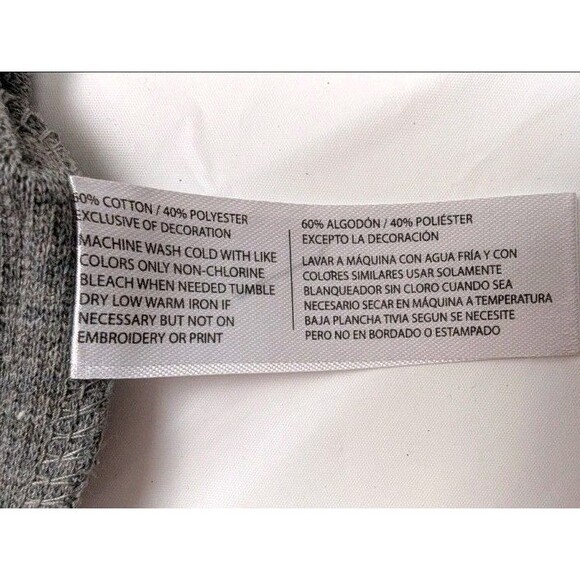 60% COTTON / 40% POLYESTER
EXCLUSIVE OF DECORATION
MACHINE WASH COLD WITH LIKE
COLORS ONLY NON-CHLORINE
BLEACH WHEN NEEDED TUMBLE
DRY LOW WARM IRON IF
NECESSARY BUT NOT ON
EMBROIDERY OR PRINT
60% ALGODÓN / 40% POLIÉSTER
EXCEPTO LA DECORACIÓN
LAVAR A MÁQUINA CON AGUA FRÍA Y CON
COLORES SIMILARES USAR SOLAMENTE
BLANQUEADOR SIN CLORO CUANDO SEA
NECESARIO SECAR EN MÁQUINA A TEMPERATURA
BAJA PLANCHA TIVIA SEGUN SE NECESITE
PERO NO EN BORDADO O ESTAMPADO